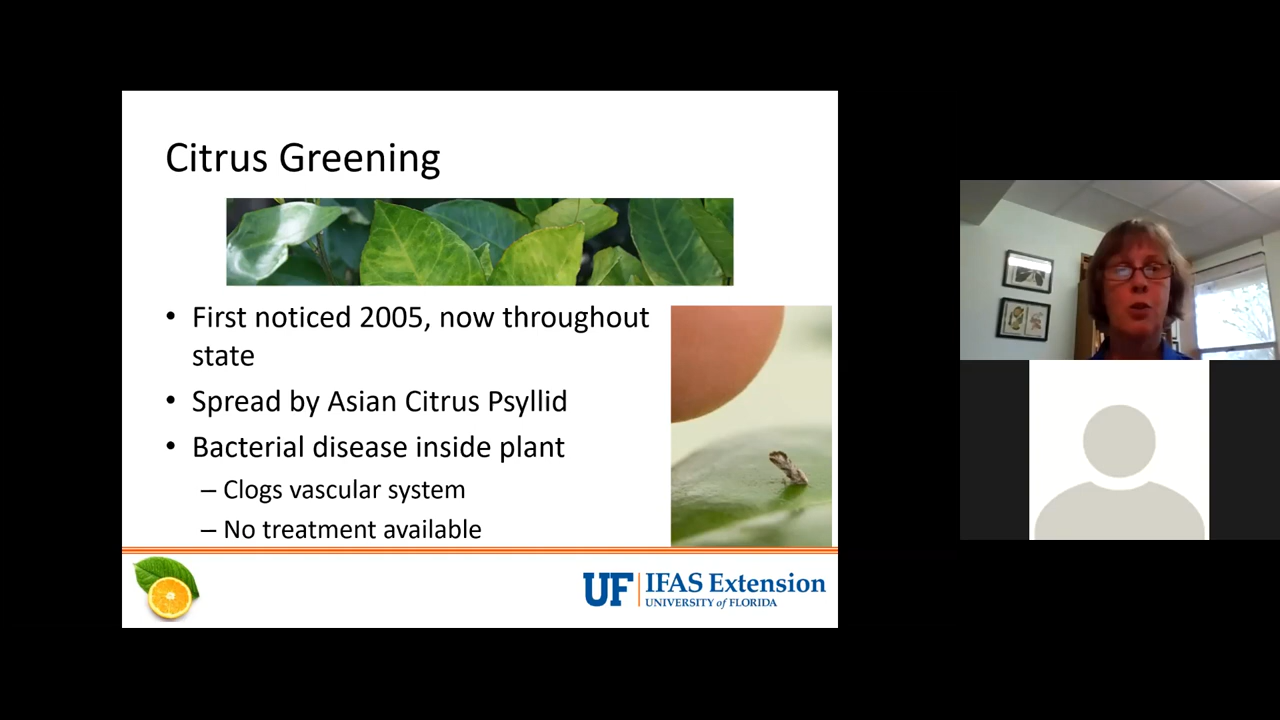 Citrus Greening
• First noticed 2005, now throughout
state
• Spread by Asian Citrus Psyllid
• Bacterial disease inside plant
– Clogs vascular system
– No treatment available
UF IFAS Extension
UNIVERSITY of FLORIDA